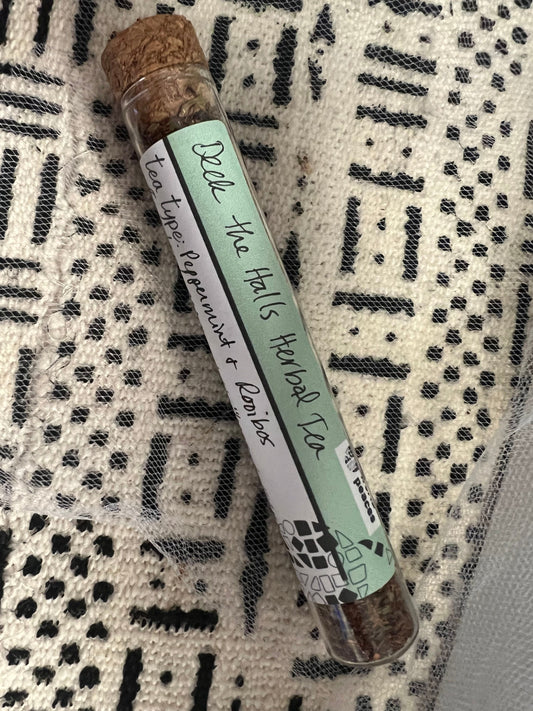 Deck the Halls Herbal Tea
tea type: Peppermint + Rooibos